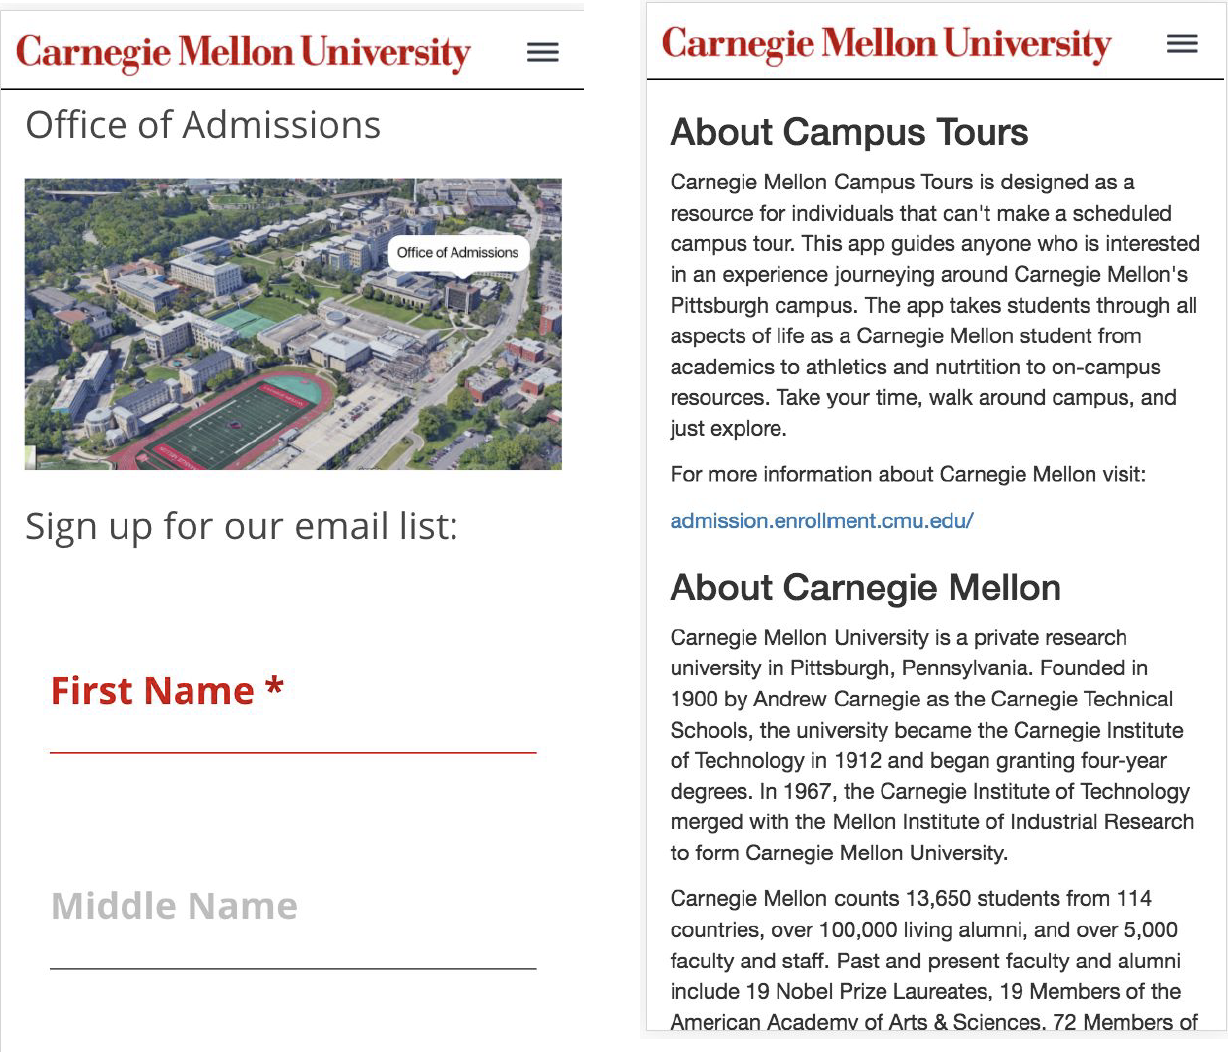 Carnegie Mellon University
Office of Admissions
Office of Admissions
Sign up for our email list:
First Name *
Middle Name
Carnegie Mellon University
About Campus Tours
Carnegie Mellon Campus Tours is designed as a
resource for individuals that can't make a scheduled
campus tour. This app guides anyone who is interested
in an experience journeying around Carnegie Mellon's
Pittsburgh campus. The app takes students through all
aspects of life as a Carnegie Mellon student from
academics to athletics and nutrtition to on-campus
resources. Take your time, walk around campus, and
just explore.
For more information about Carnegie Mellon visit:
admission.enrollment.cmu.edu/
About Carnegie Mellon
Carnegie Mellon University is a private research
university in Pittsburgh, Pennsylvania. Founded in
1900 by Andrew Carnegie as the Carnegie Technical
Schools, the university became the Carnegie Institute
of Technology in 1912 and began granting four-year
degrees. In 1967, the Carnegie Institute of Technology
merged with the Mellon Institute of Industrial Research
to form Carnegie Mellon University.
Carnegie Mellon counts 13,650 students from 114
countries, over 100,000 living alumni, and over 5,000
faculty and staff. Past and present faculty and alumni
include 19 Nobel Prize Laureates, 19 Members of the
American Academy of Arts & Sciences, 72 Members of